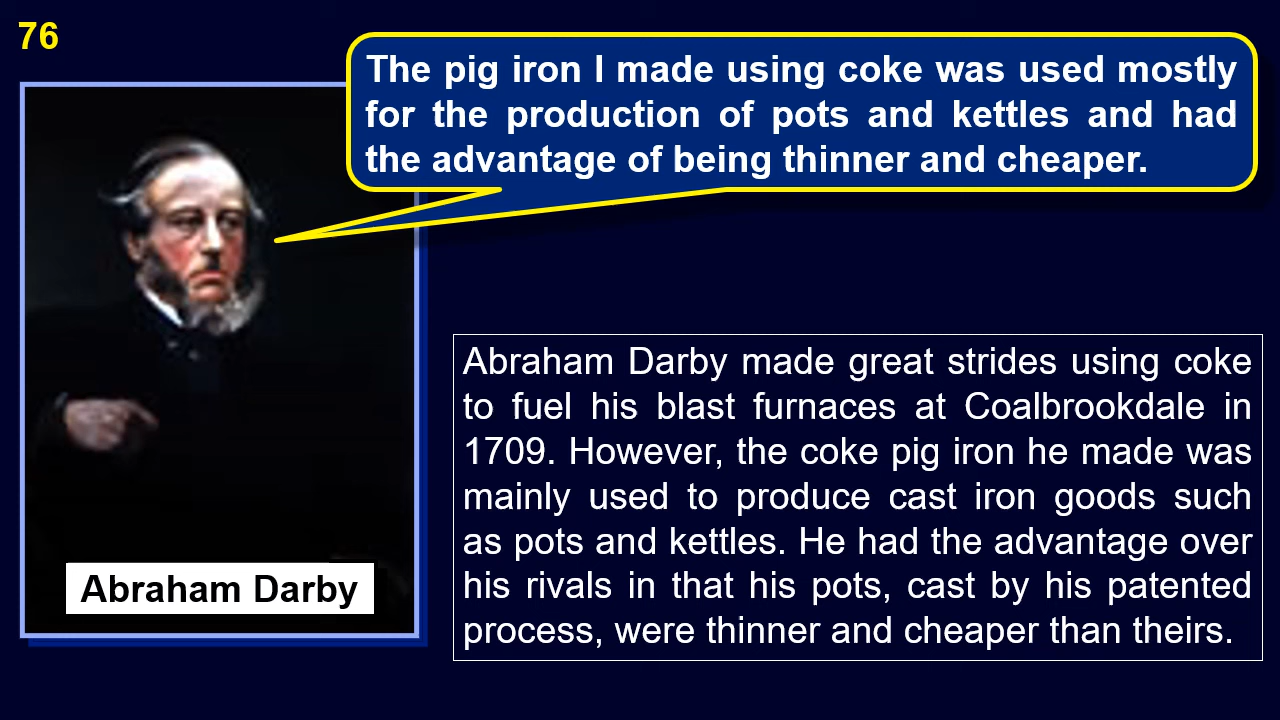 76
The pig iron I made using coke was used mostly
for the production of pots and kettles and had
the advantage of being thinner and cheaper.
Abraham Darby made great strides using coke
to fuel his blast furnaces at Coalbrookdale in
1709. However, the coke pig iron he made was
mainly used to produce cast iron goods such
as pots and kettles. He had the advantage over
his rivals in that his pots, cast by his patented
process, were thinner and cheaper than theirs.
Abraham Darby